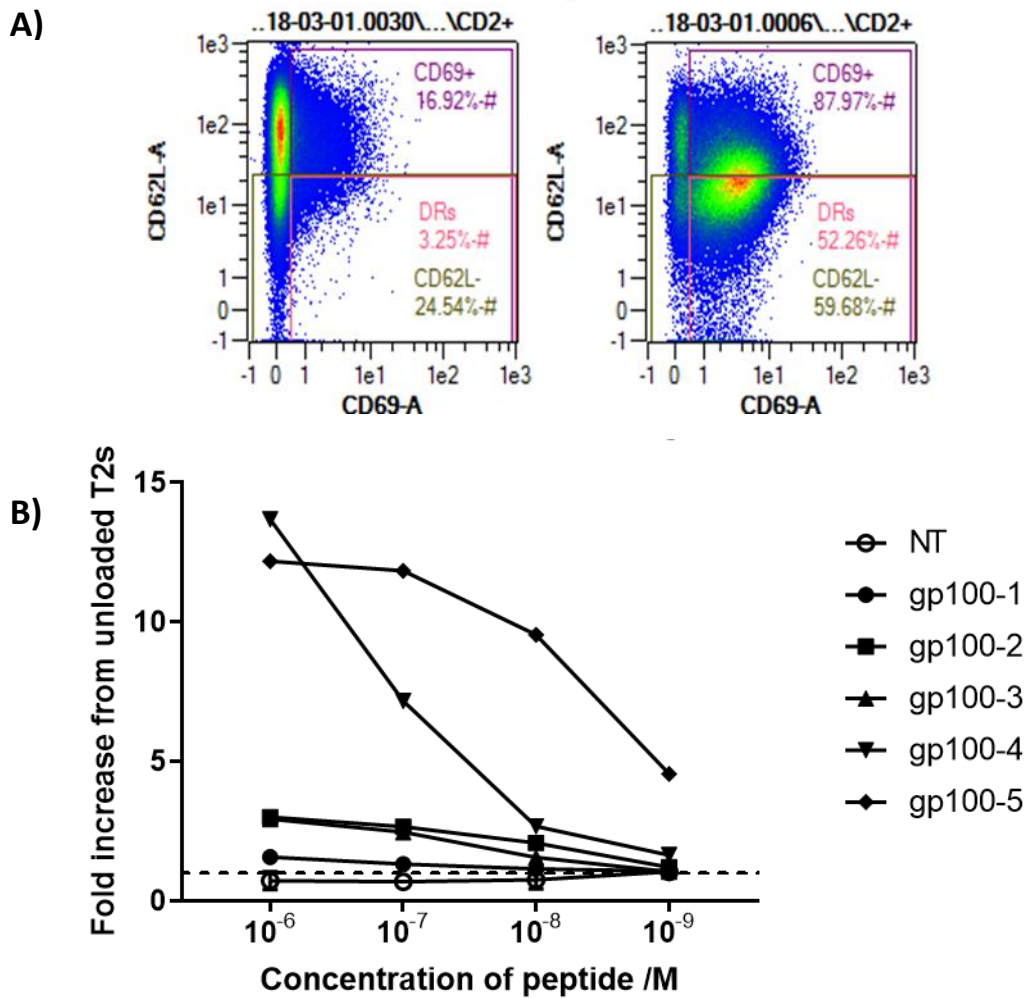 A)
..18-03-01.0030\...\CD2+
1e3
1e2
1e1
1
0
-1
CD62L-A
CD69+
16.92%-#
DRs
3.25%-#
CD62L-
24.54%-#
-1 0 1 1e1 1e2 1e3
CD69-A
..18-03-01.0006\...\CD2+
1e3
1e2
1e1
1
0
-1
CD62L-A
CD69+
87.97%-#
DRs
52.26%-#
CD62L-
59.68%-#
-1 0 1 1e1 1e2 1e3
CD69-A
B)
Fold increase from unloaded T2s
15
10
5
0
10-6 10-7 10-8 10-9
Concentration of peptide /M
NT
gp100-1
gp100-2
gp100-3
gp100-4
gp100-5